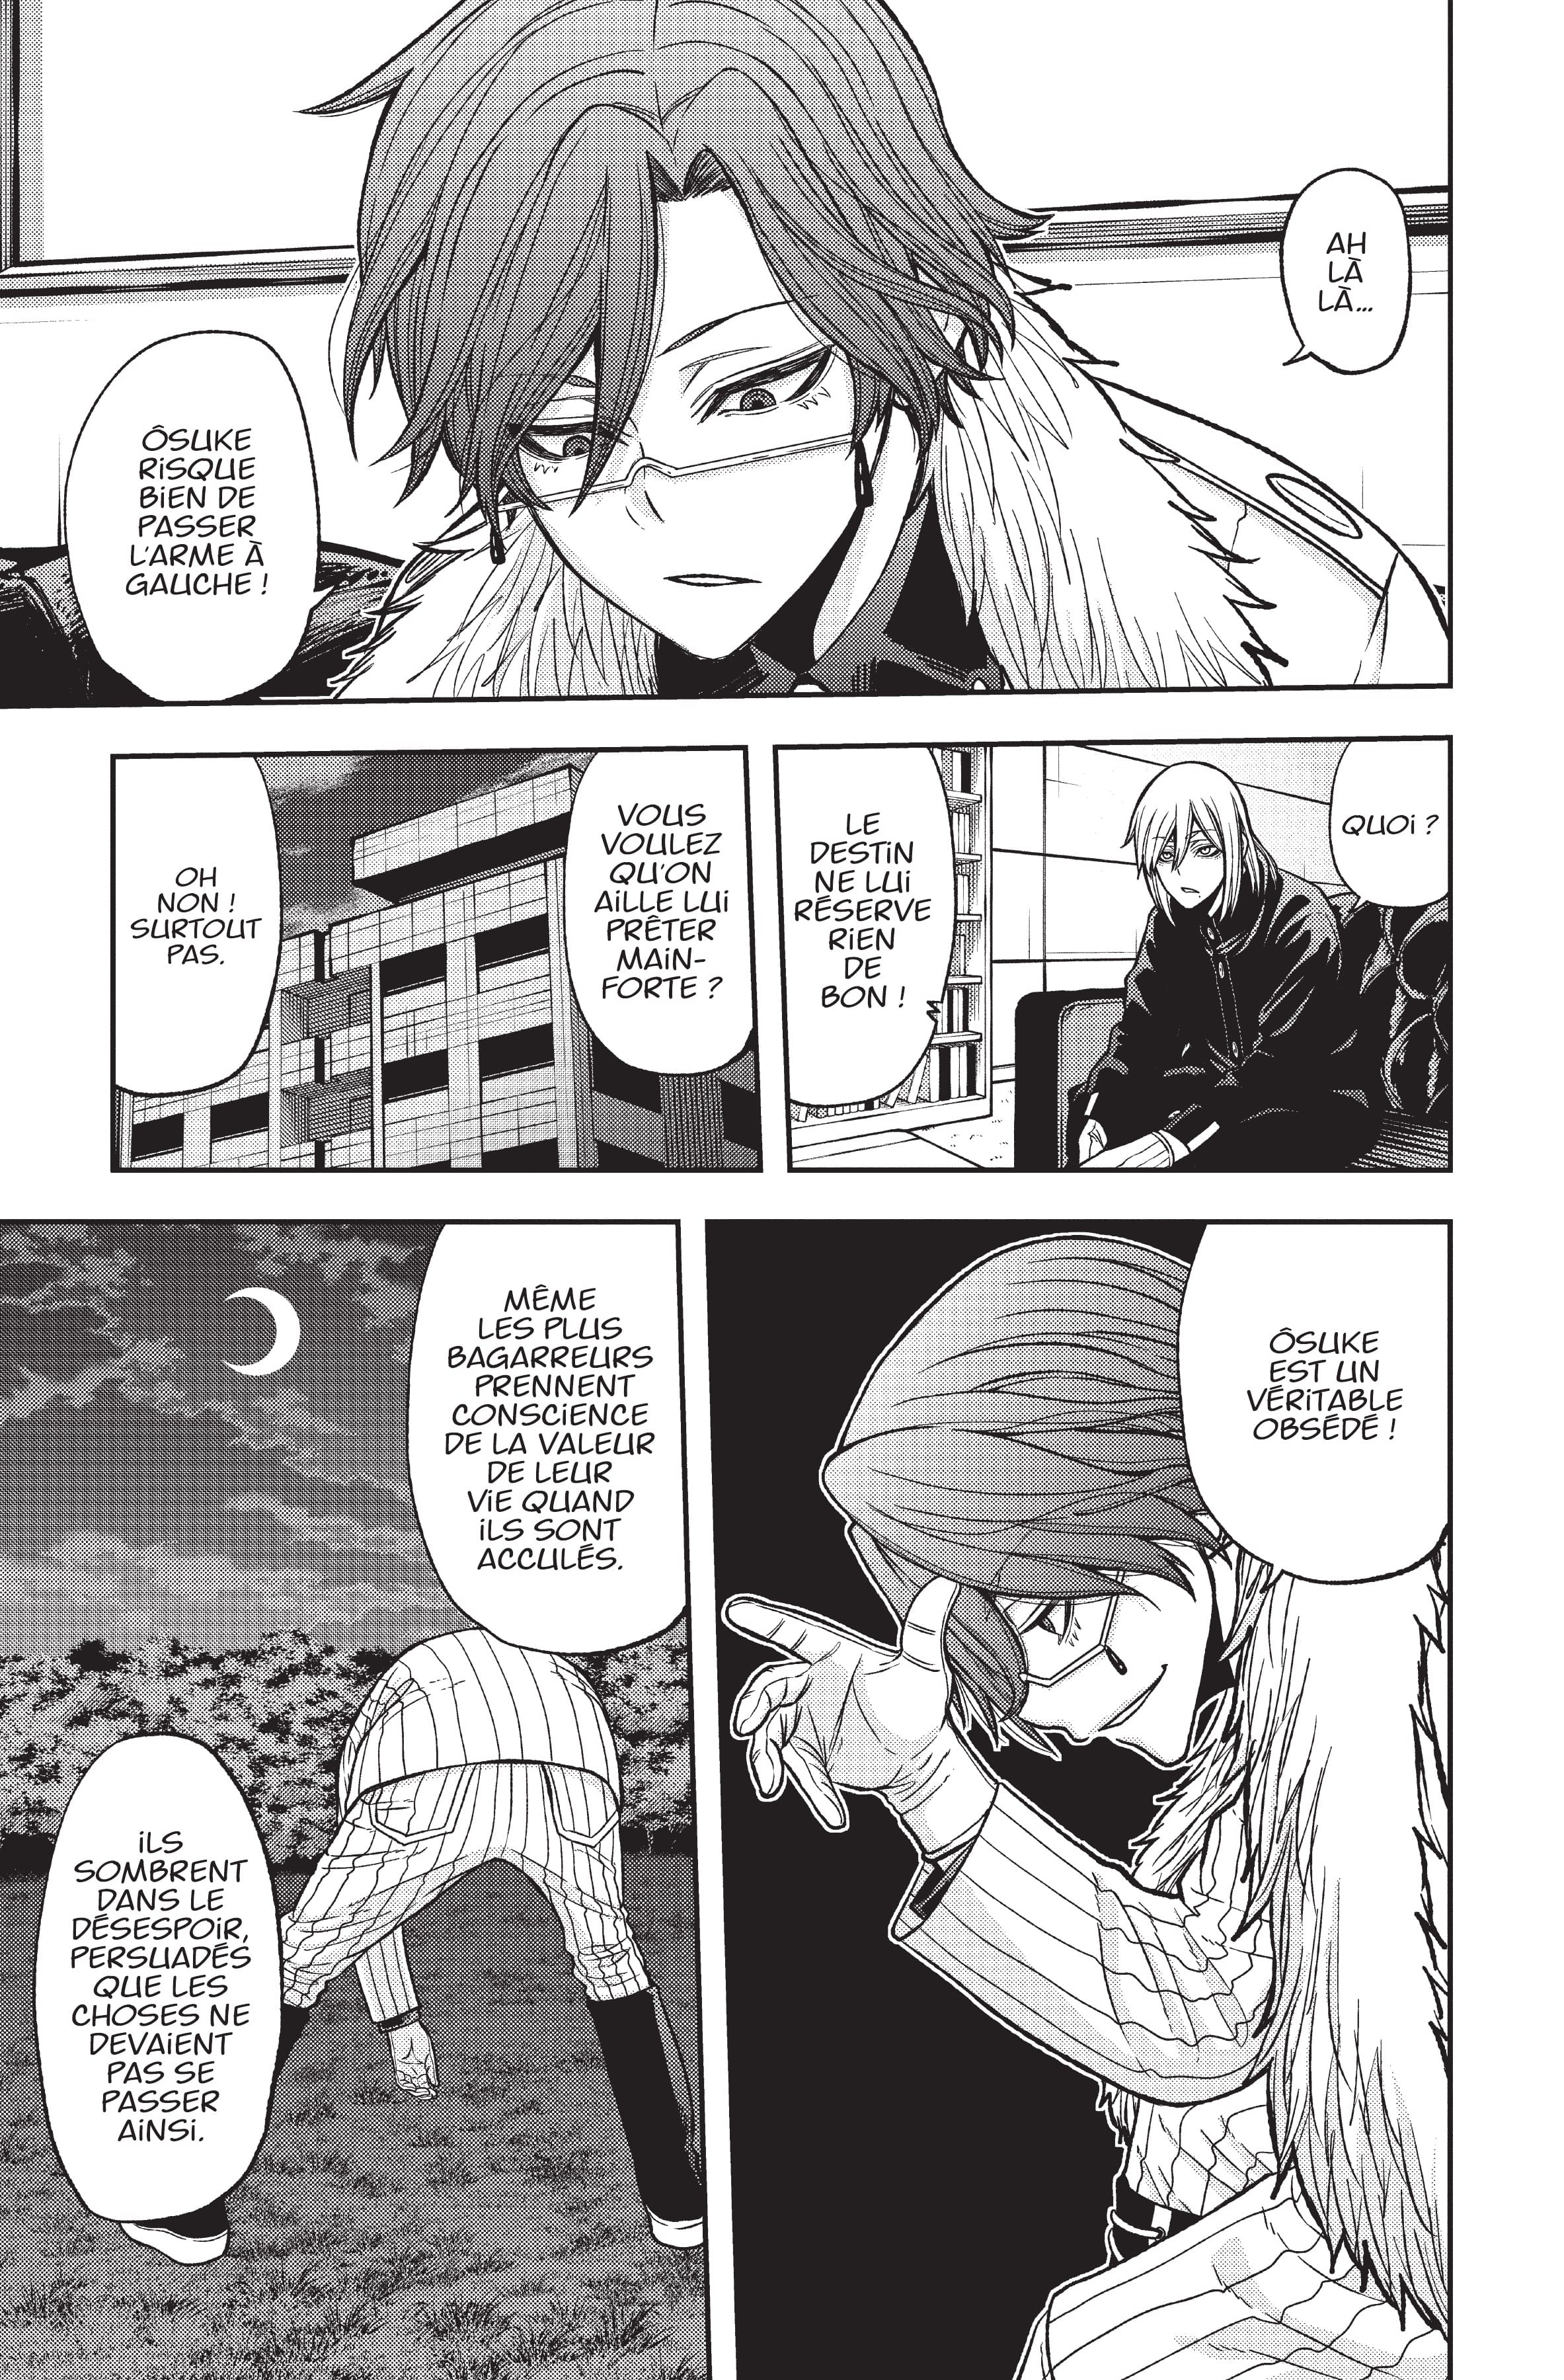 AH
LÀ
LÀ...
ÔSUKE
RISQUE
BIEN DE
PASSER
L'ARME À
GAUCHE !
QUOI ?
LE
DESTIN
NE LUI
RÉSERVE
RIEN
DE
BON !
VOUS
VOULEZ
QU'ON
AILLE LUI
PRÊTER
MAIN-
FORTE ?
OH
NON !
SURTOUT
PAS.
ÔSUKE
EST UN
VÉRITABLE
OBSÉDÉ !
MÊME
LES PLUS
BAGARREURS
PRENNENT
CONSCIENCE
DE LA VALEUR
DE LEUR
VIE QUAND
ILS SONT
ACCULÉS.
ILS
SOMBRENT
DANS LE
DÉSESPOIR,
PERSUADÉS
QUE LES
CHOSES NE
DEVAIENT
PAS SE
PASSER
AINSI.